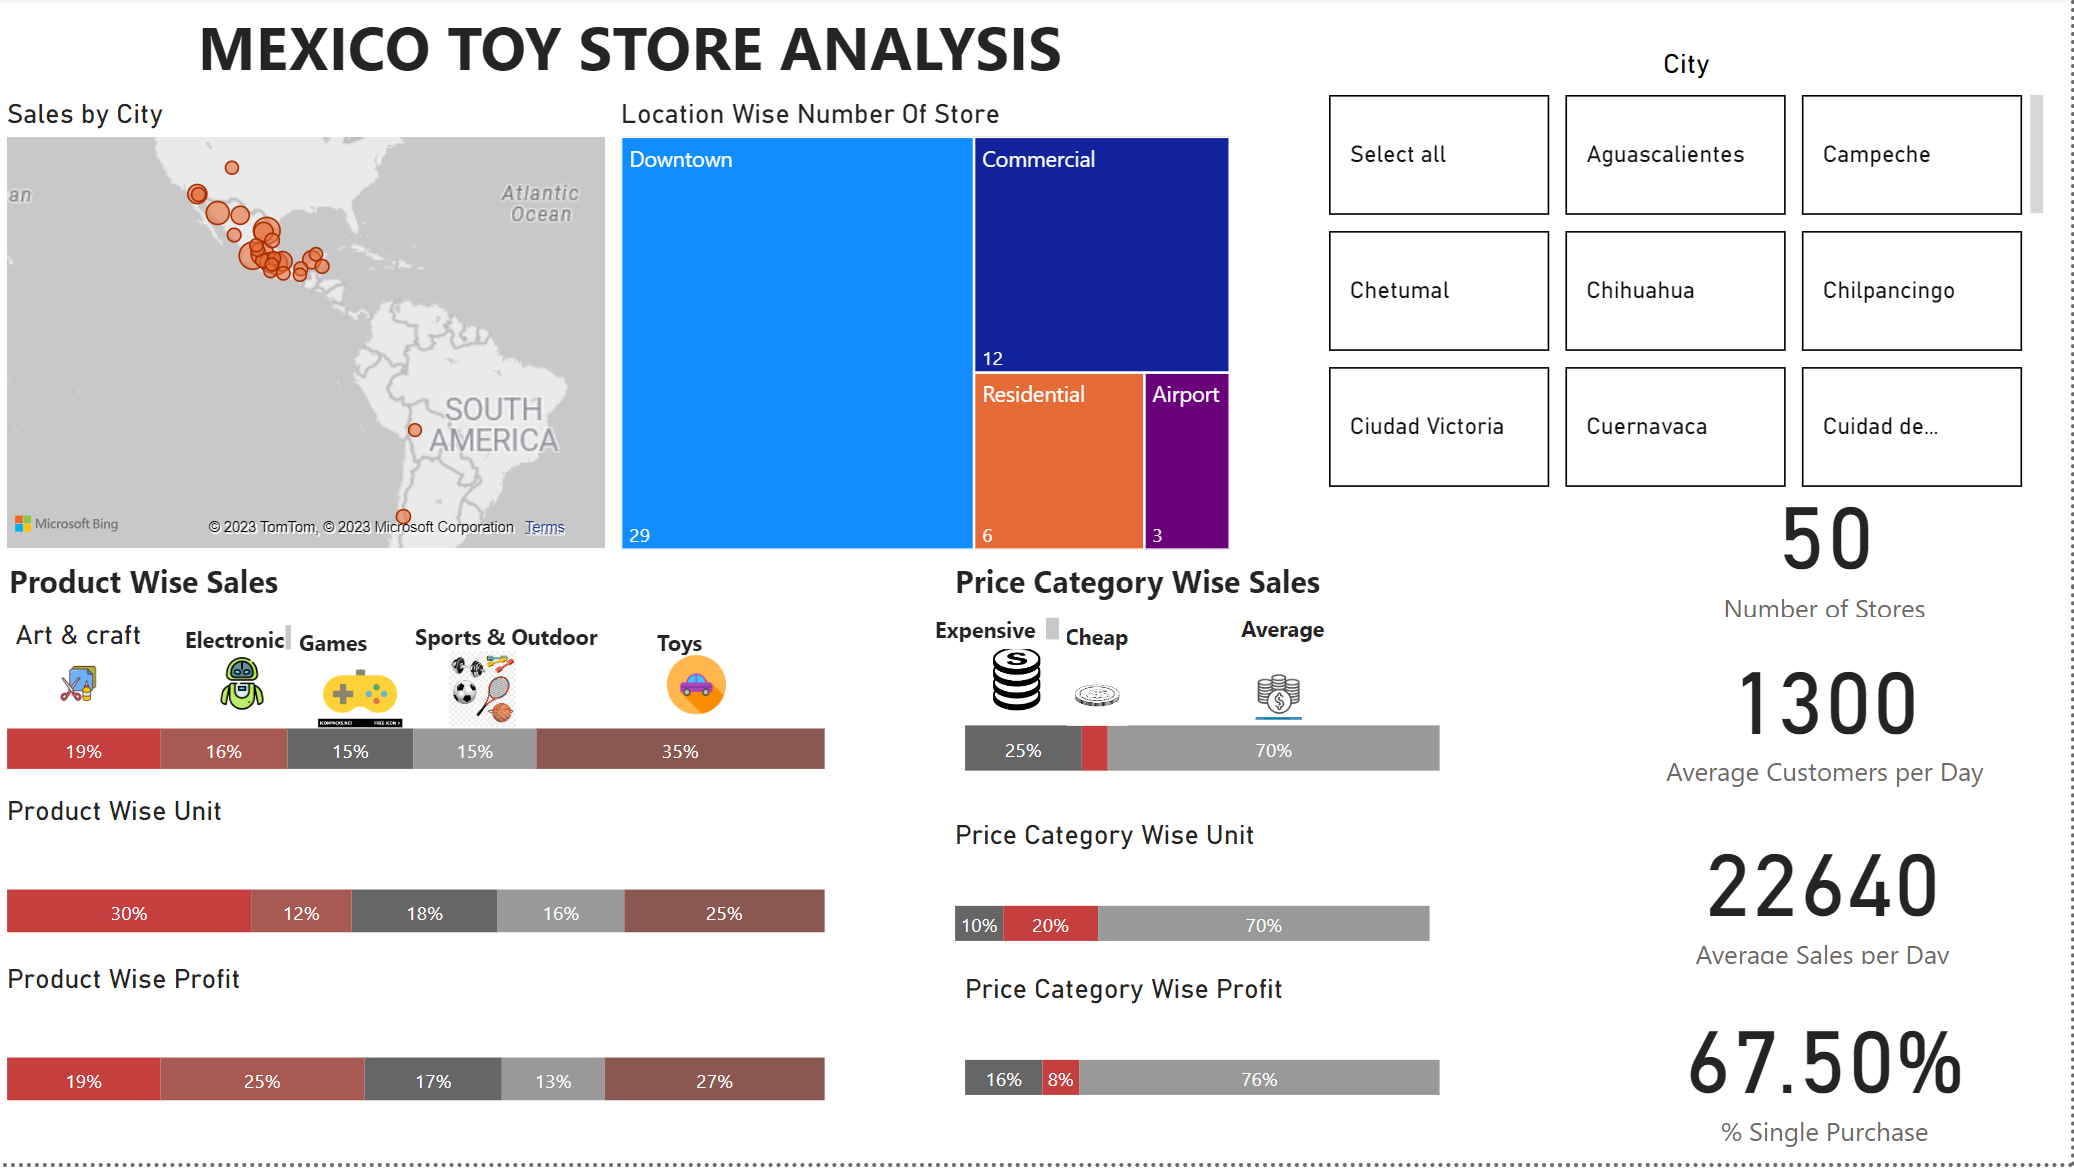 MEXICO TOY STORE ANALYSIS
Sales by City
an
Atlantic
Ocean
SOUTH
AMERICA
Microsoft Bing
© 2023 TomTom, © 2023 Microsoft Corporation Terms
Location Wise Number Of Store
Downtown
29
Commercial
12
Residential
6
Airport
3
City
Select all
Aguascalientes
Campeche
Chetumal
Chihuahua
Chilpancingo
Ciudad Victoria
Cuernavaca
Cuidad de...
Product Wise Sales
Art & craft
Electronic
Games
Sports & Outdoor
Toys
ICONPACKS.NET FREE ICON >
19% 16% 15% 15% 35%
Product Wise Unit
30% 12% 18% 16% 25%
Product Wise Profit
19% 25% 17% 13% 27%
Price Category Wise Sales
Expensive
Cheap
Average
S
$
25% 70%
Price Category Wise Unit
10% 20% 70%
Price Category Wise Profit
16% 8% 76%
50
Number of Stores
1300
Average Customers per Day
22640
Average Sales per Day
67.50%
% Single Purchase